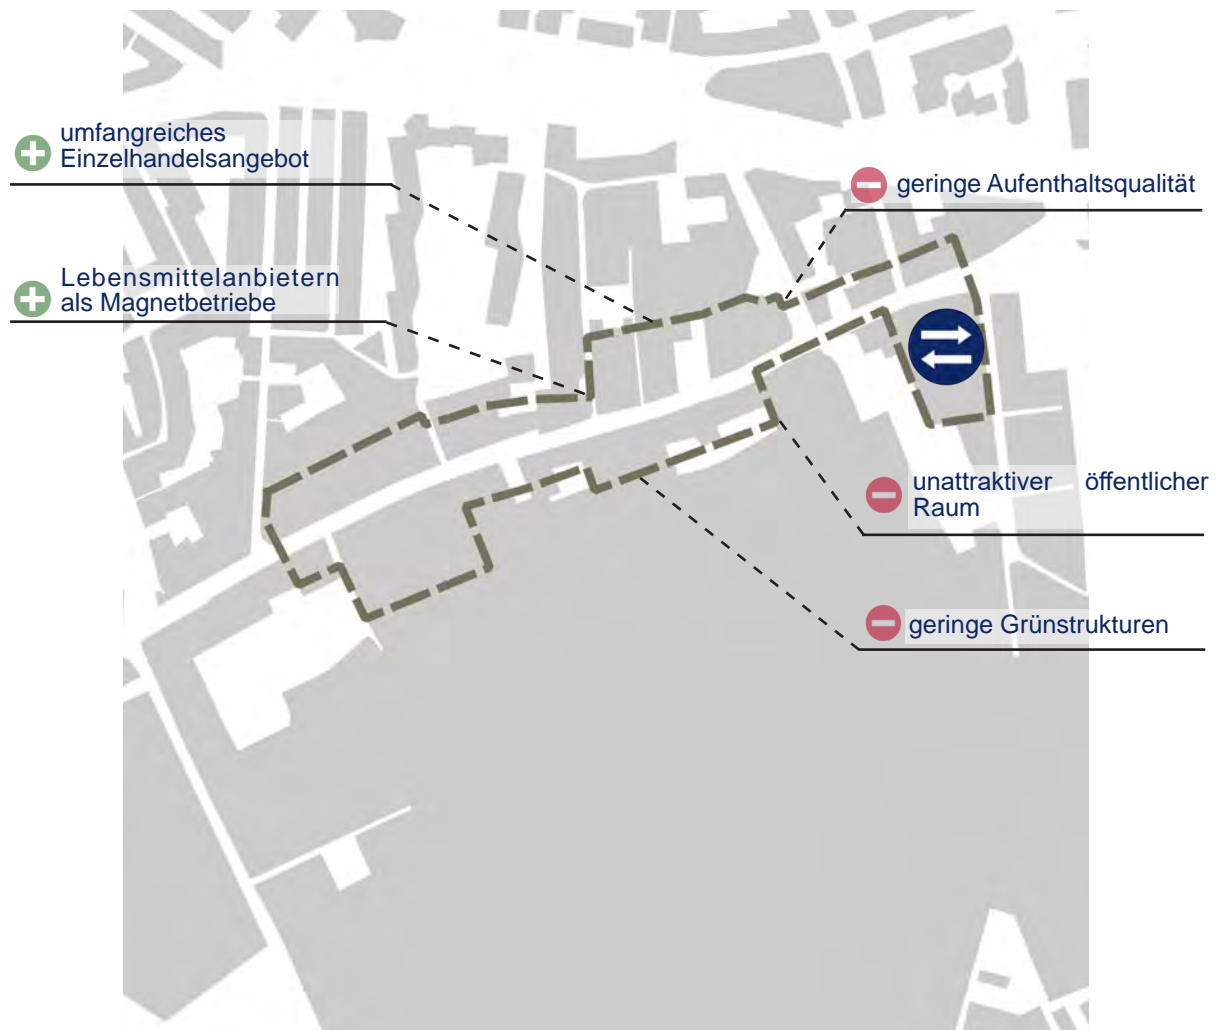 umfangreiches
Einzelhandelsangebot
Lebensmittelanbietern
als Magnetbetriebe
geringe Aufenthaltsqualität
unattraktiver öffentlicher
Raum
geringe Grünstrukturen